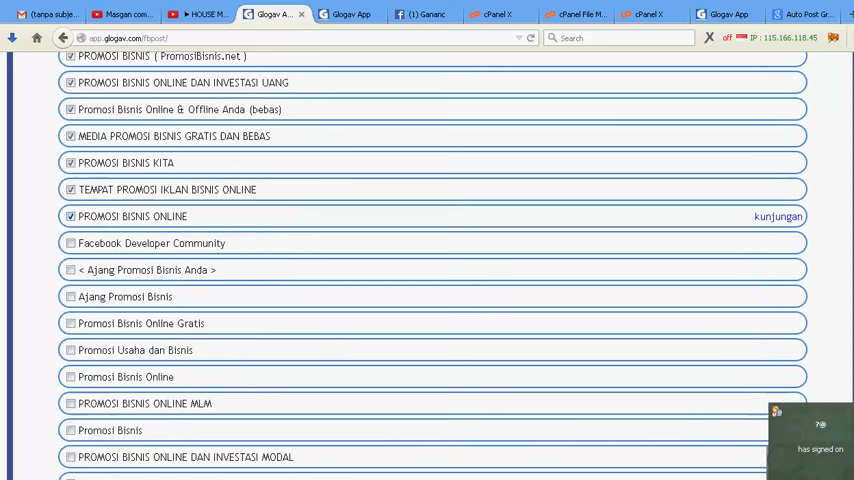 (tanpa subje...
Masgan com...
► HOUSE M...
Glogav A...
Glogav App
(1) Gananc
cPanel X
cPanel File M...
cPanel X
Glogav App
Auto Post Gr...
app.glogav.com/fbpost/
Search
off
IP : 115.166.118.45
PROMOSI BISNIS ( PromosiBisnis.net )
PROMOSI BISNIS ONLINE DAN INVESTASI UANG
Promosi Bisnis Online & Offline Anda (bebas)
MEDIA PROMOSI BISNIS GRATIS DAN BEBAS
PROMOSI BISNIS KITA
TEMPAT PROMOSI IKLAN BISNIS ONLINE
PROMOSI BISNIS ONLINE kunjungan
Facebook Developer Community
< Ajang Promosi Bisnis Anda >
Ajang Promosi Bisnis
Promosi Bisnis Online Gratis
Promosi Usaha dan Bisnis
Promosi Bisnis Online
PROMOSI BISNIS ONLINE MLM
Promosi Bisnis
PROMOSI BISNIS ONLINE DAN INVESTASI MODAL
?@
has signed on